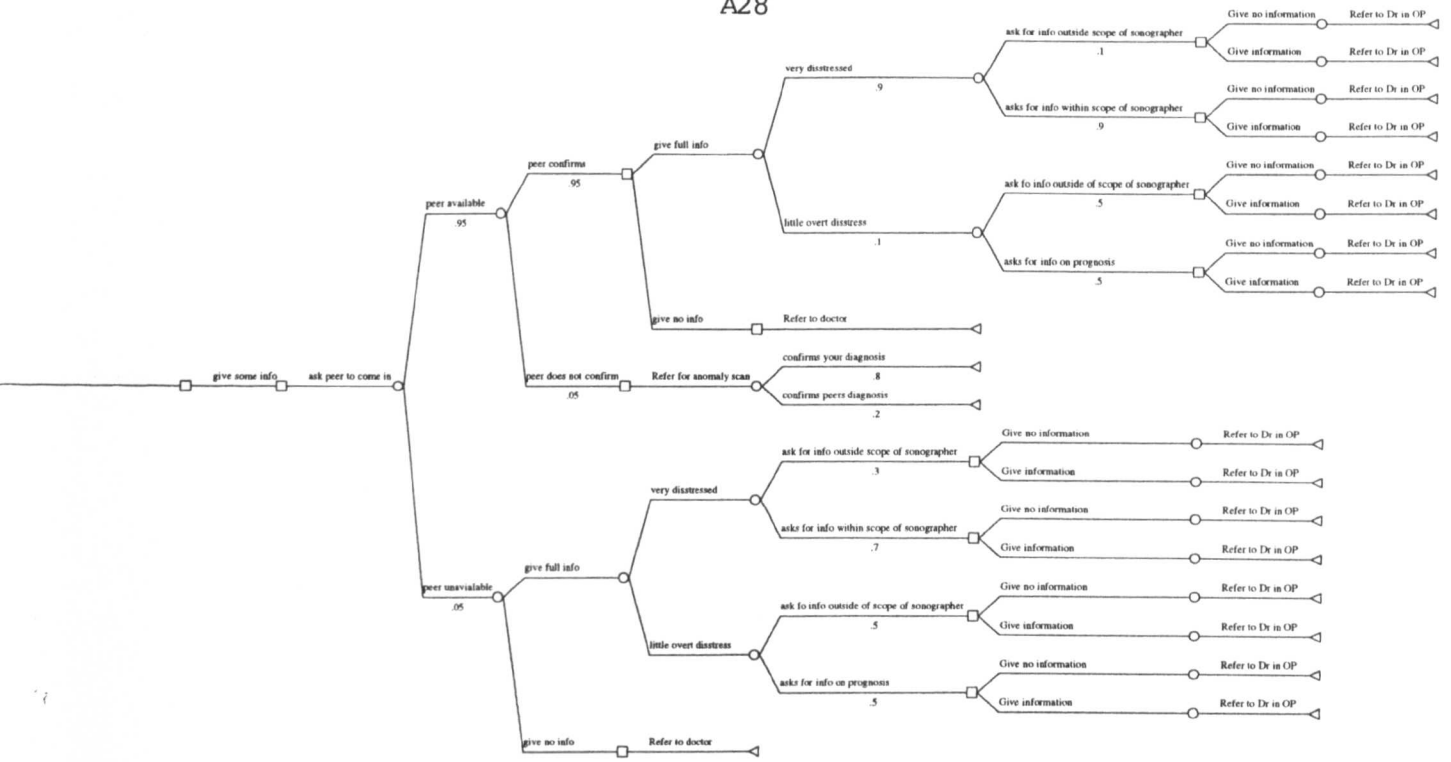 A28
Give no information Refer to Dr in OP
ask for info outside scope of sonographer
.1
Give information Refer to Dr in OP
very disstressed
.9
Give no information Refer to Dr in OP
asks for info within scope of sonographer
.9
Give information Refer to Dr in OP
give full info
peer confirms
.95
Give no information Refer to Dr in OP
ask fo info outside of scope of sonographer
.5
Give information Refer to Dr in OP
peer available
.95
little overt disstress
.1
Give no information Refer to Dr in OP
asks for info on prognosis
.5
Give information Refer to Dr in OP
give no info Refer to doctor
confirms your diagnosis
.8
give some info ask peer to come in
peer does not confirm Refer for anomaly scan
.05
confirms peers diagnosis
.2
Give no information Refer to Dr in OP
ask for info outside scope of sonographer
.3
Give information Refer to Dr in OP
very disstressed
Give no information Refer to Dr in OP
asks for info within scope of sonographer
.7
Give information Refer to Dr in OP
give full info
peer unavialable
.05
Give no information Refer to Dr in OP
ask fo info outside of scope of sonographer
.5
Give information Refer to Dr in OP
little overt disstress
Give no information Refer to Dr in OP
asks for info on prognosis
.5
Give information Refer to Dr in OP
give no info Refer to doctor